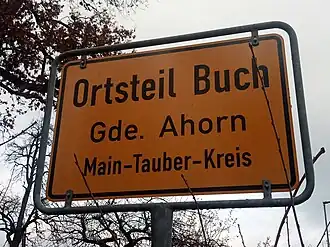 Ortsteil Buch
Gde. Ahorn
Main-Tauber-Kreis